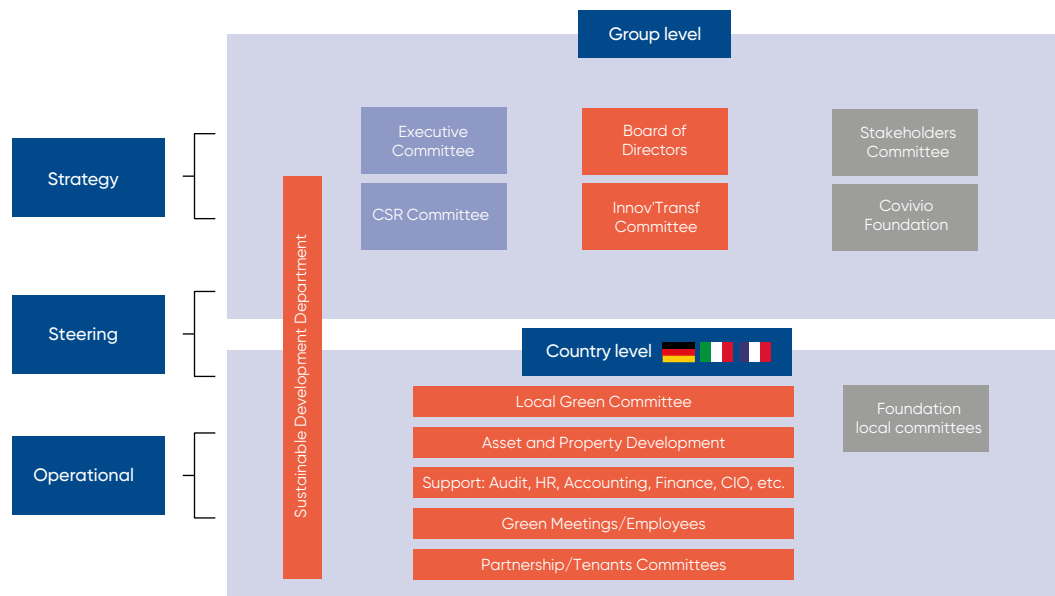 Group level
Strategy
Executive
Committee
Board of
Directors
Stakeholders
Committee
CSR Committee
Innov'Transf
Committee
Covivio
Foundation
Sustainable Development Department
Steering
Country level
Local Green Committee
Foundation
local committees
Asset and Property Development
Operational
Support: Audit, HR, Accounting, Finance, CIO, etc.
Green Meetings/Employees
Partnership/Tenants Committees